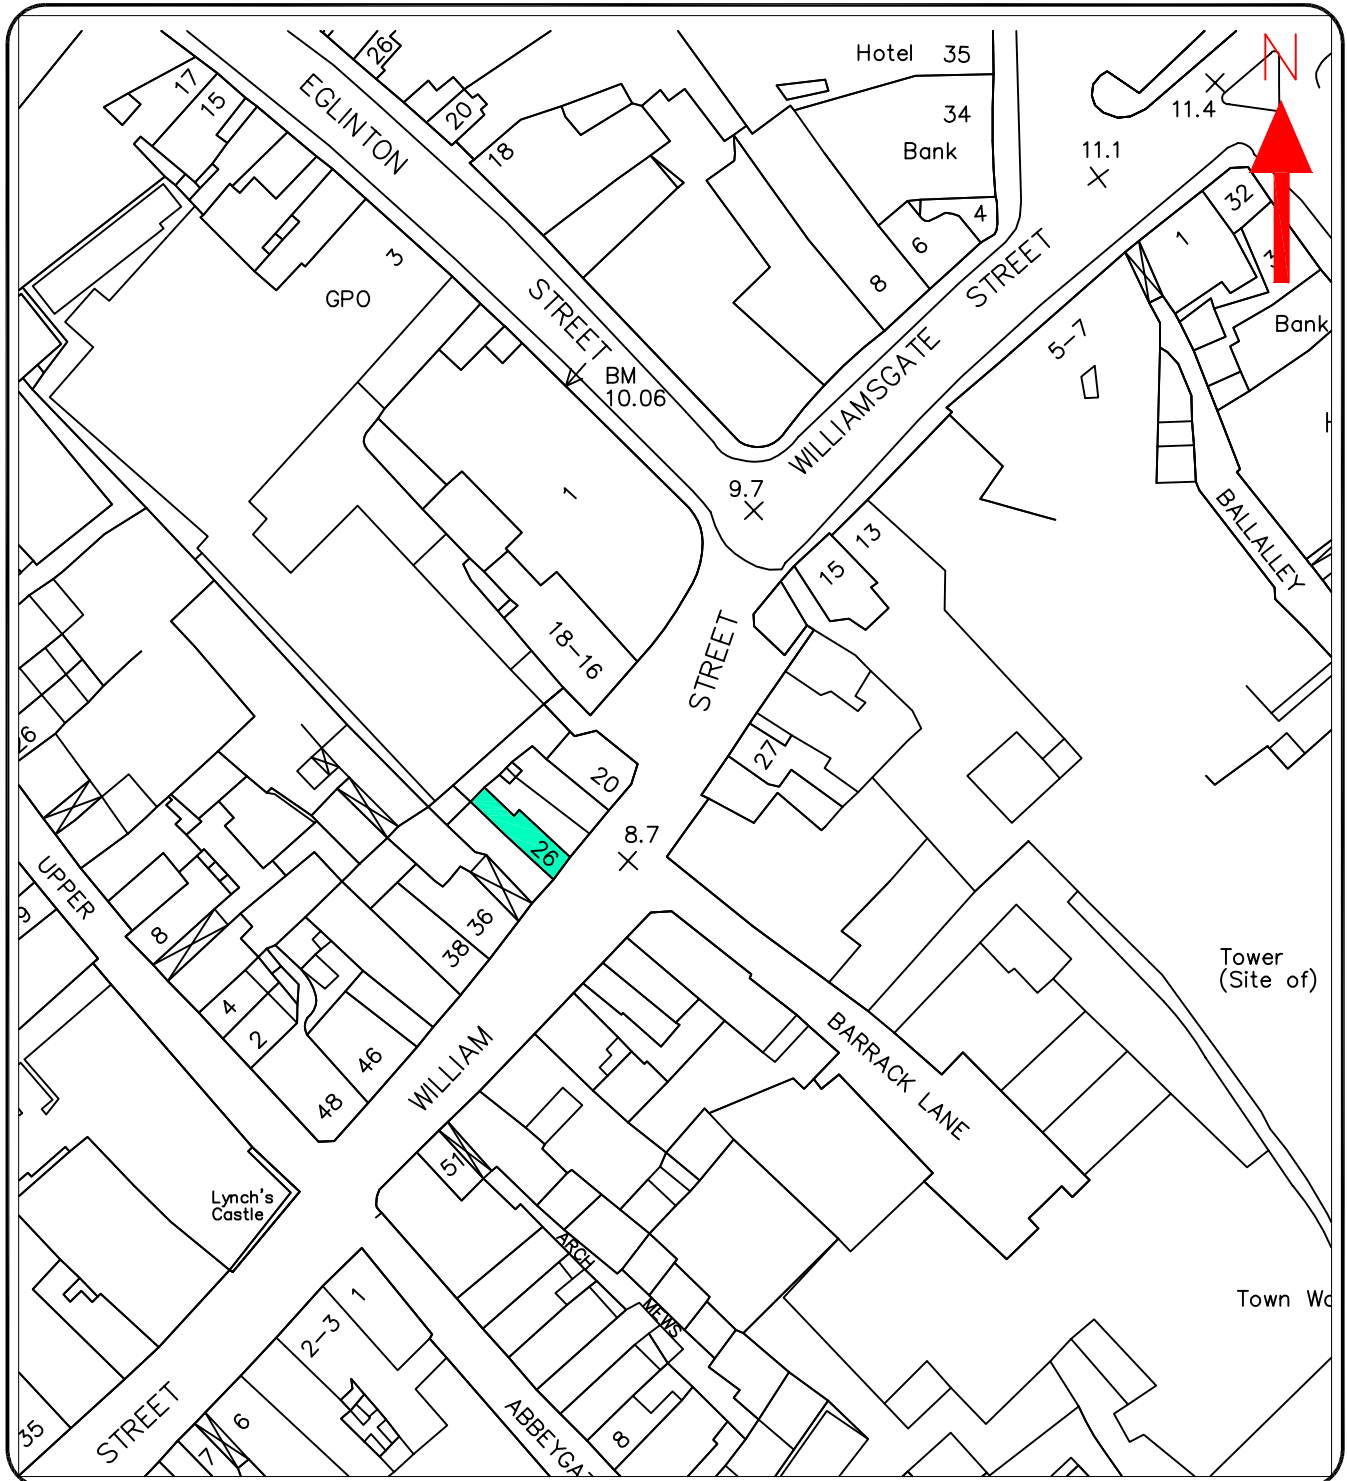 Hotel 35
N
26
17
15
EGLINTON
20
18
34
Bank
11.4
11.1
32
4
6
8
1
3
GPO
STREET
STREET
BM
10.06
WILLIAMSGATE
5-7
Bank
9.7
1
13
15
BALLALLEY
18-16
STREET
27
20
8.7
26
UPPER
8
36
38
Tower
(Site of)
4
2
46
48
WILLIAM
BARRACK LANE
51
Lynch's
Castle
ARCH
MEWS
Town
1
2-3
35
STREET
6
7
8